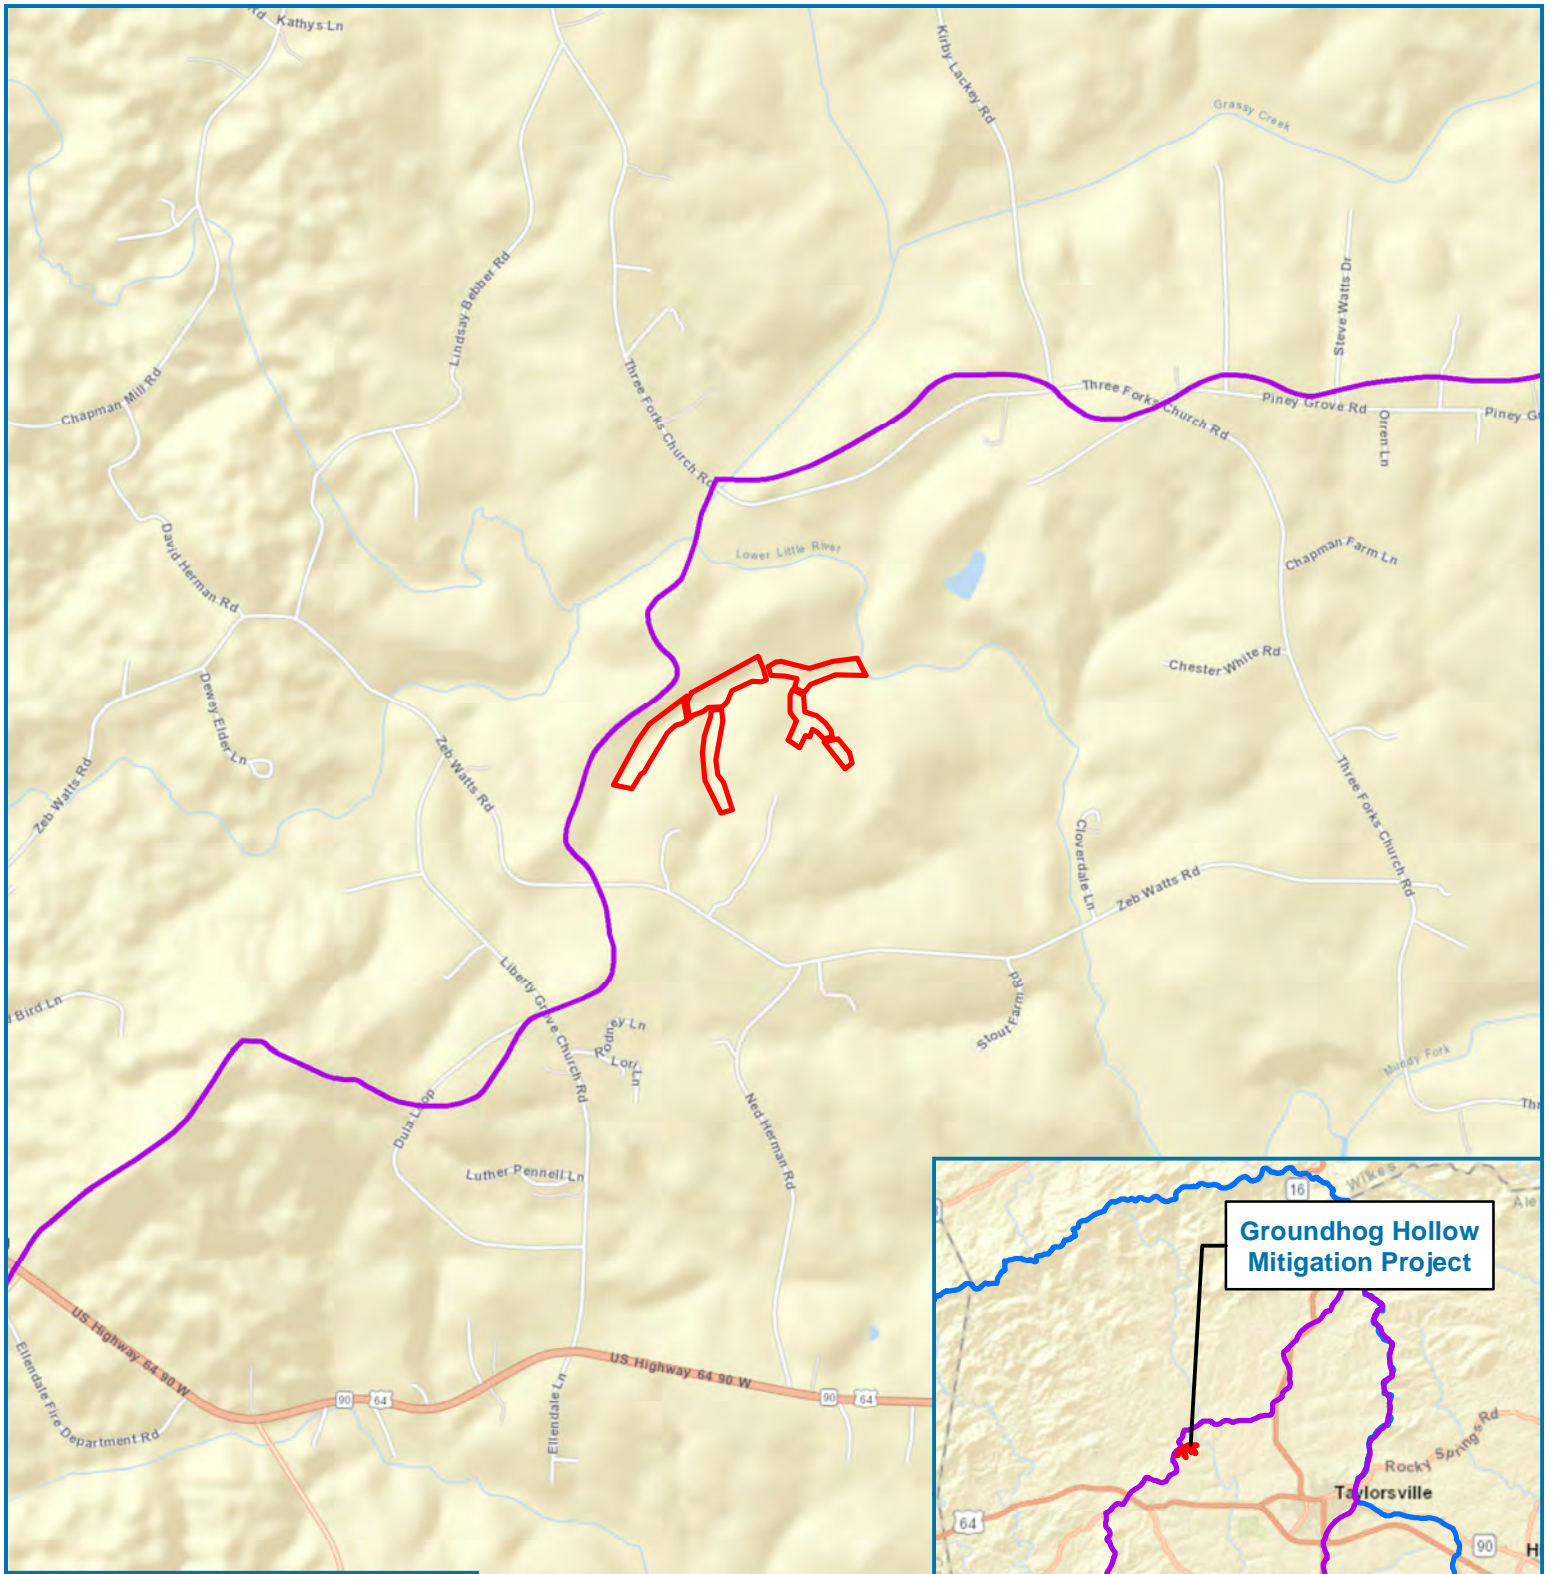 Rd
Kathys Ln
Kirby Lackey Rd
Grassy Creek
Lindsay Bebber Rd
Steve Watts Dr
Chapman Mill Rd
Three Forks Church Rd
Three Forks Church Rd
Piney Grove Rd
Piney G
Orren Ln
David Herman Rd
Lower Little River
Chapman Farm Ln
Chester White Rd
Dewey Elder Ln
Zeb Watts Rd
Zeb Watts Rd
Three Forks Church Rd
Cloverdale Ln
Zeb Watts Rd
Liberty Grove Church Rd
Bird Ln
Stout Farm Rd
Rodney Ln
Lori Ln
Mundy Fork
Dula Loop
Ned Herman Rd
Thr
Luther Pennell Ln
US Highway 64 90 W
US Highway 64 90 W
Ellendale Fire Department Rd
90
64
Ellendale Ln
90
64
16
Wilkes
Ale
Groundhog Hollow
Mitigation Project
Rocky Springs Rd
Taylorsville
64
90
H